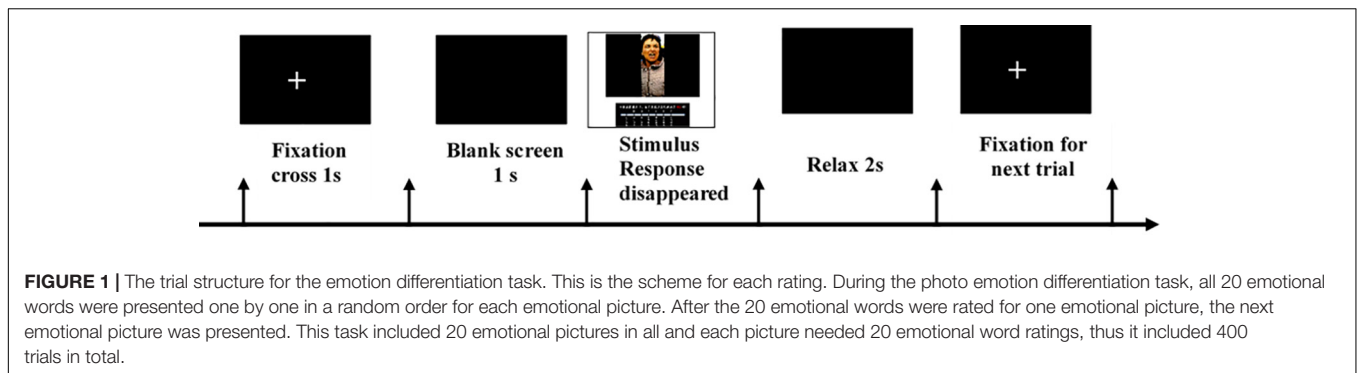 Fixation
cross 1s
Blank screen
1 s
Stimulus
Response
disappeared
Relax 2s
Fixation for
next trial
FIGURE 1 | The trial structure for the emotion differentiation task. This is the scheme for each rating. During the photo emotion differentiation task, all 20 emotional
words were presented one by one in a random order for each emotional picture. After the 20 emotional words were rated for one emotional picture, the next
emotional picture was presented. This task included 20 emotional pictures in all and each picture needed 20 emotional word ratings, thus it included 400
trials in total.